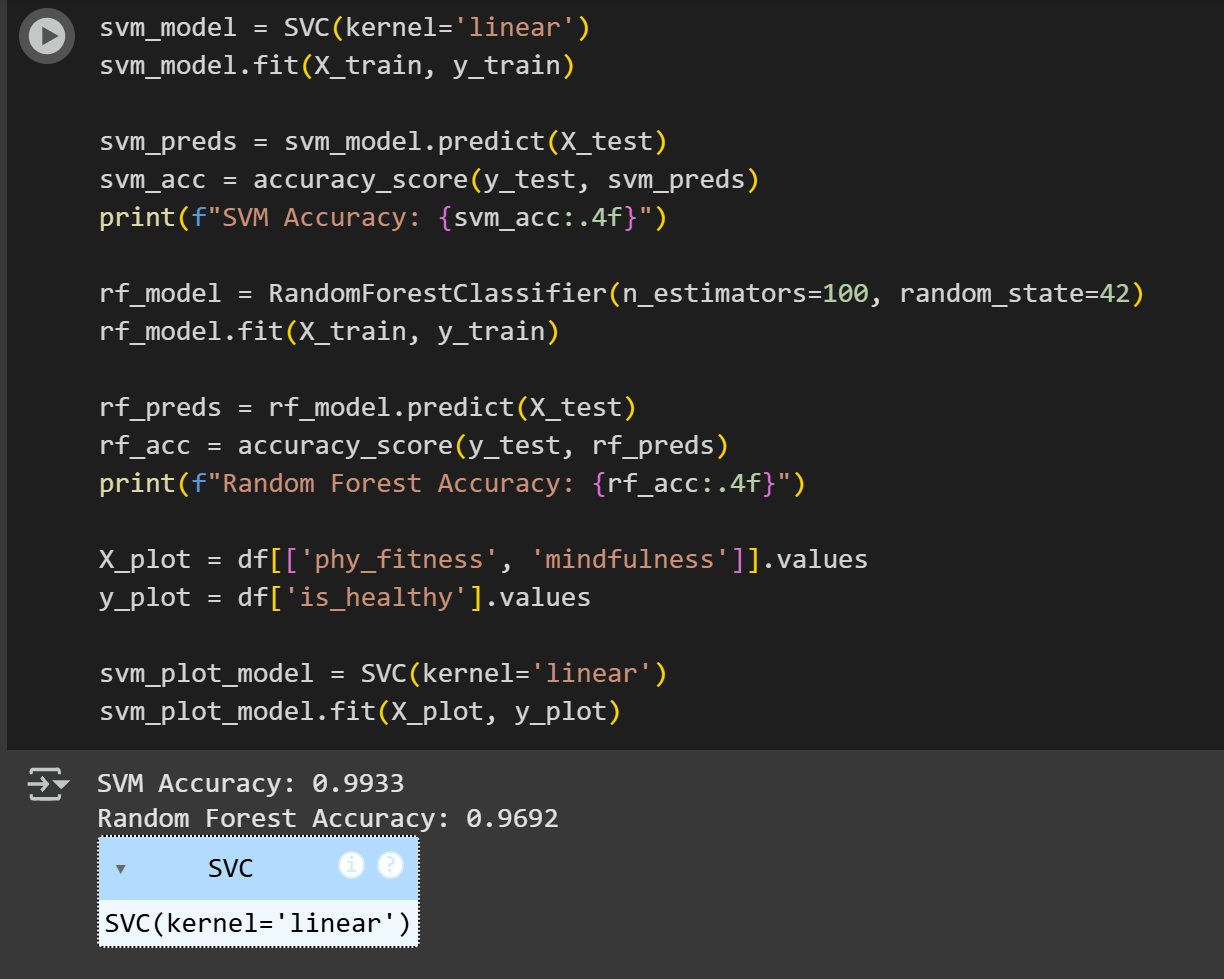 svm_model = SVC(kernel='linear')
svm_model.fit(X_train, y_train)
svm_preds = svm_model.predict(X_test)
svm_acc = accuracy_score(y_test, svm_preds)
print(f"SVM Accuracy: {svm_acc:.4f}")
rf_model = RandomForestClassifier(n_estimators=100, random_state=42)
rf_model.fit(X_train, y_train)
rf_preds = rf_model.predict(X_test)
rf_acc = accuracy_score(y_test, rf_preds)
print(f"Random Forest Accuracy: {rf_acc:.4f}")
X_plot = df[['phy_fitness', 'mindfulness']].values
y_plot = df['is_healthy'].values
svm_plot_model = SVC(kernel='linear')
svm_plot_model.fit(X_plot, y_plot)
SVM Accuracy: 0.9933
Random Forest Accuracy: 0.9692
▾ SVC i ?
SVC(kernel='linear')